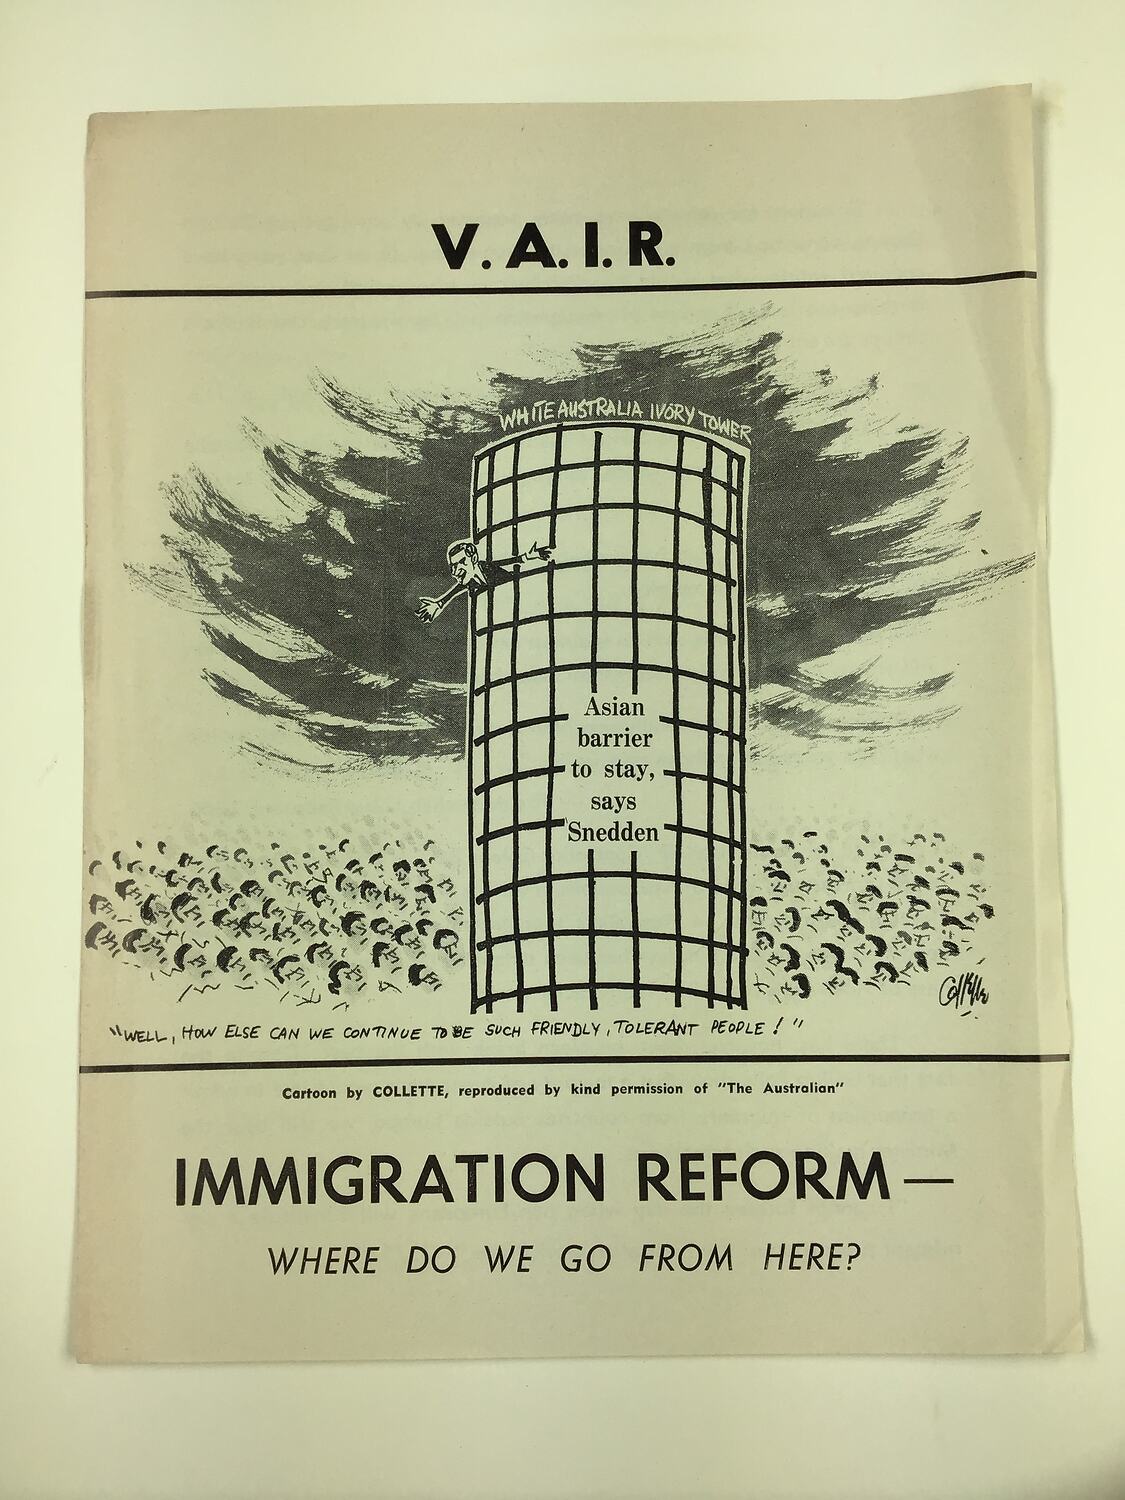 V. A. I. R.
WHITE AUSTRALIA IVORY TOWER
Asian
barrier
to stay,
says
Snedden
Collette
"WELL, HOW ELSE CAN WE CONTINUE TO BE SUCH FRIENDLY, TOLERANT PEOPLE! "
Cartoon by COLLETTE, reproduced by kind permission of "The Australian"
IMMIGRATION REFORM —
WHERE DO WE GO FROM HERE?